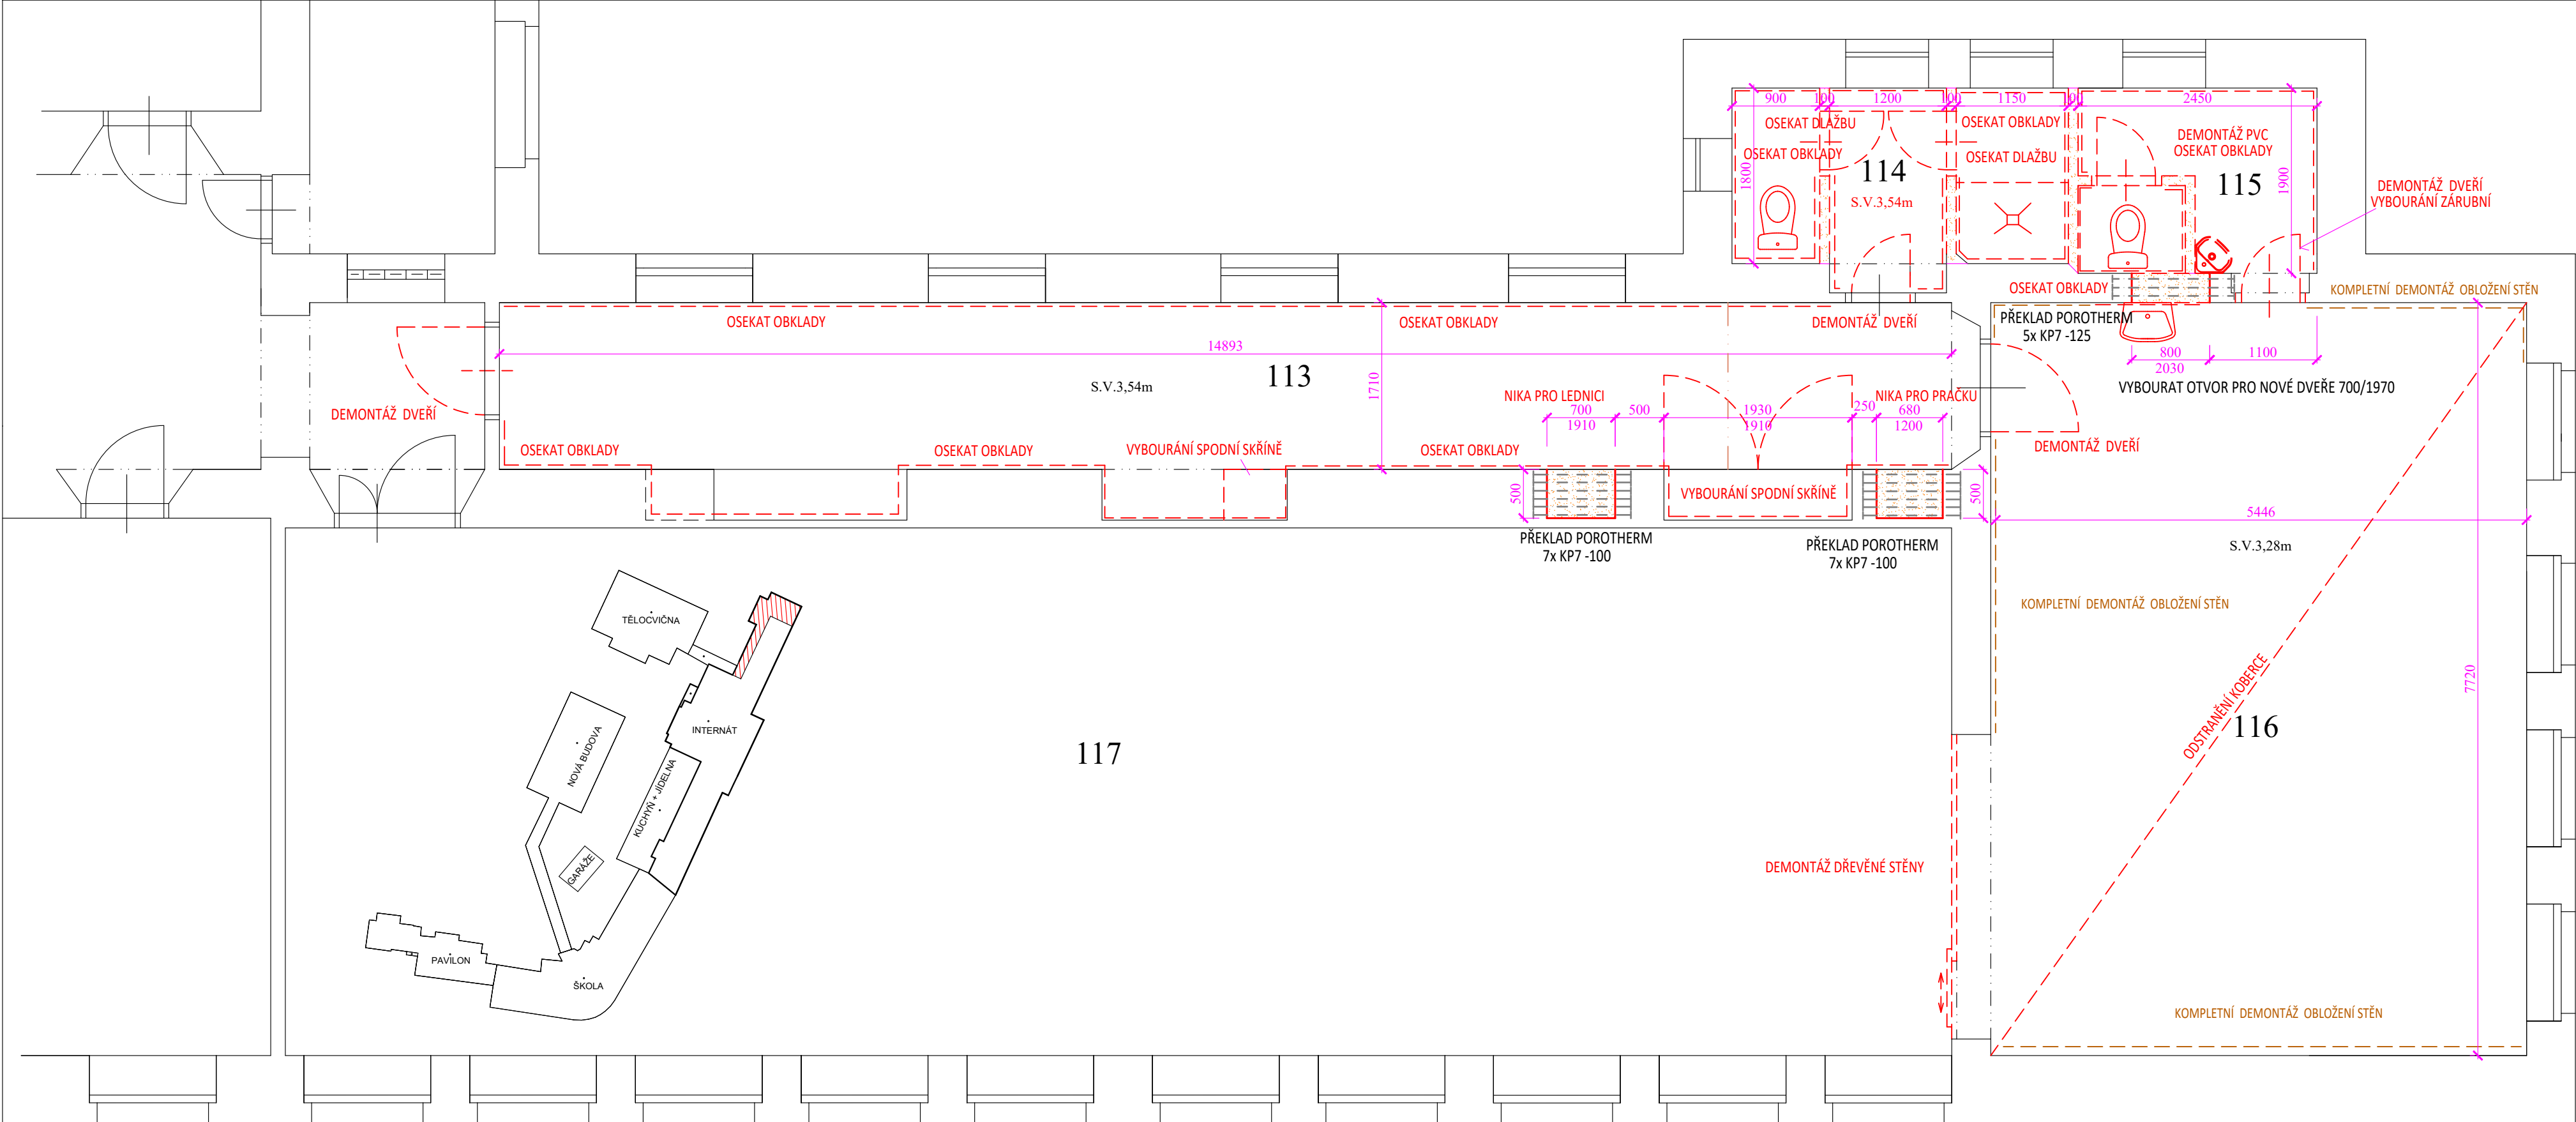 900
100
1200
100
1150
2450
OSEKAT DLAŽBU
OSEKAT OBKLADY
1800
114
S.V.3,54m
OSEKAT OBKLADY
OSEKAT DLAŽBU
DEMONTÁŽ PVC
OSEKAT OBKLADY
115
1900
DEMONTÁŽ DVEŘÍ
VYBOURÁNÍ ZÁRUBNÍ
OSEKAT OBKLADY
KOMPLETNÍ DEMONTÁŽ OBLOŽENÍ STĚN
OSEKAT OBKLADY
OSEKAT OBKLADY
DEMONTÁŽ DVEŘÍ
PŘEKLAD POROTHERM
5x KP7 -125
14893
800
1100
2030
113
1710
S.V.3,54m
VYBOURAT OTVOR PRO NOVÉ DVEŘE 700/1970
NIKA PRO LEDNICI
NIKA PRO PRAČKU
700
500
1930
250
680
1910
1910
1200
DEMONTÁŽ DVEŘÍ
DEMONTÁŽ DVEŘÍ
OSEKAT OBKLADY
OSEKAT OBKLADY
VYBOURÁNÍ SPODNÍ SKŘÍNĚ
OSEKAT OBKLADY
500
VYBOURÁNÍ SPODNÍ SKŘÍNĚ
500
5446
PŘEKLAD POROTHERM
7x KP7 -100
PŘEKLAD POROTHERM
7x KP7 -100
S.V.3,28m
KOMPLETNÍ DEMONTÁŽ OBLOŽENÍ STĚN
TĚLOCVIČNA
INTERNÁT
NOVÁ BUDOVA
KUCHYŇ + JÍDELNA
GARÁŽE
PAVILON
ŠKOLA
117
ODSTRANĚNÍ KOBERCE
116
7720
DEMONTÁŽ DŘEVĚNÉ STĚNY
KOMPLETNÍ DEMONTÁŽ OBLOŽENÍ STĚN